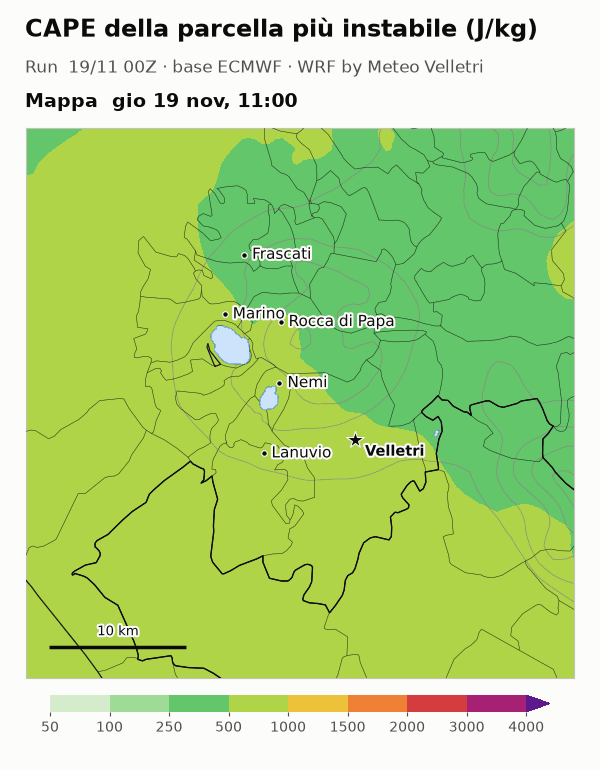 CAPE della parcella più instabile (J/kg)
Run  19/11 00Z · base ECMWF · WRF by Meteo Velletri
Mappa  gio 19 nov, 11:00
Frascati
Marino
Rocca di Papa
Nemi
Velletri
Lanuvio
10 km
50 100 250 500 1000 1500 2000 3000 4000